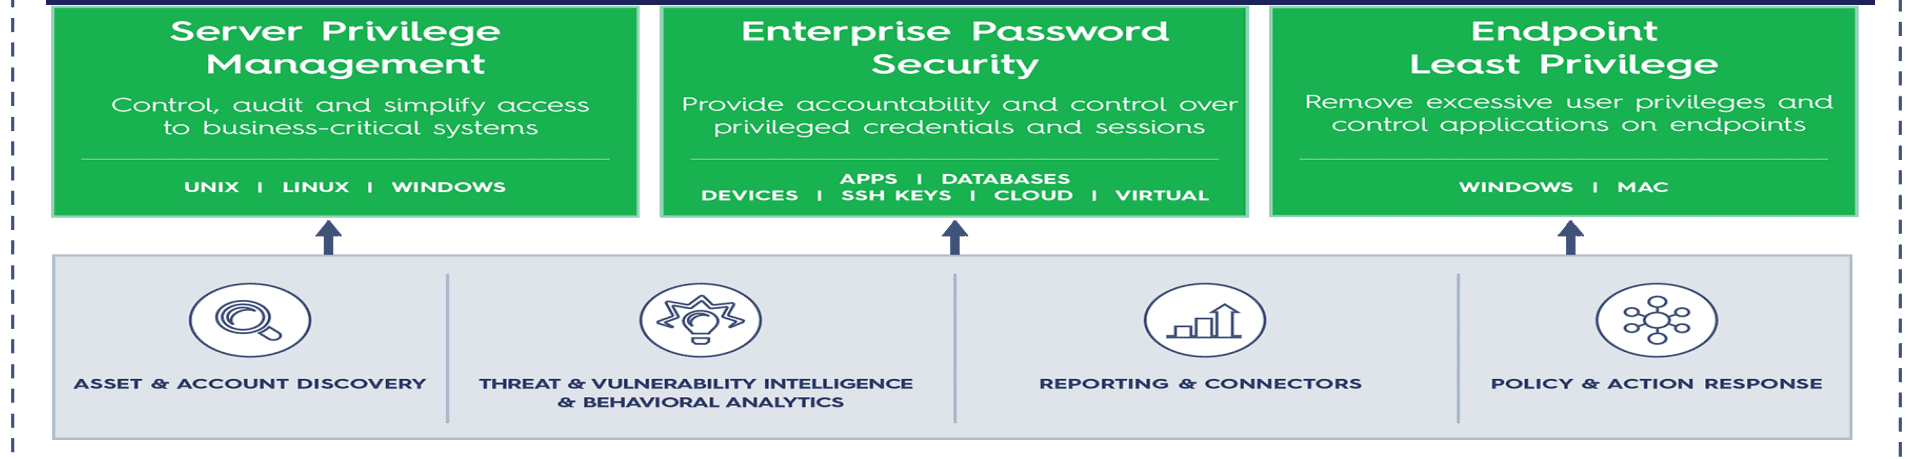 Server Privilege
Management
Control, audit and simplify access
to business-critical systems
UNIX | LINUX | WINDOWS
Enterprise Password
Security
Provide accountability and control over
privileged credentials and sessions
APPS | DATABASES
DEVICES | SSH KEYS | CLOUD | VIRTUAL
Endpoint
Least Privilege
Remove excessive user privileges and
control applications on endpoints
WINDOWS | MAC
ASSET & ACCOUNT DISCOVERY
THREAT & VULNERABILITY INTELLIGENCE
& BEHAVIORAL ANALYTICS
REPORTING & CONNECTORS
POLICY & ACTION RESPONSE